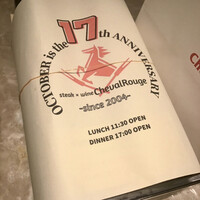 OCTOBER is the 17th ANNIVERSARY
steak + wine ChevalRouge
-since 2004-
LUNCH 11:30 OPEN
DINNER 17:00 OPEN